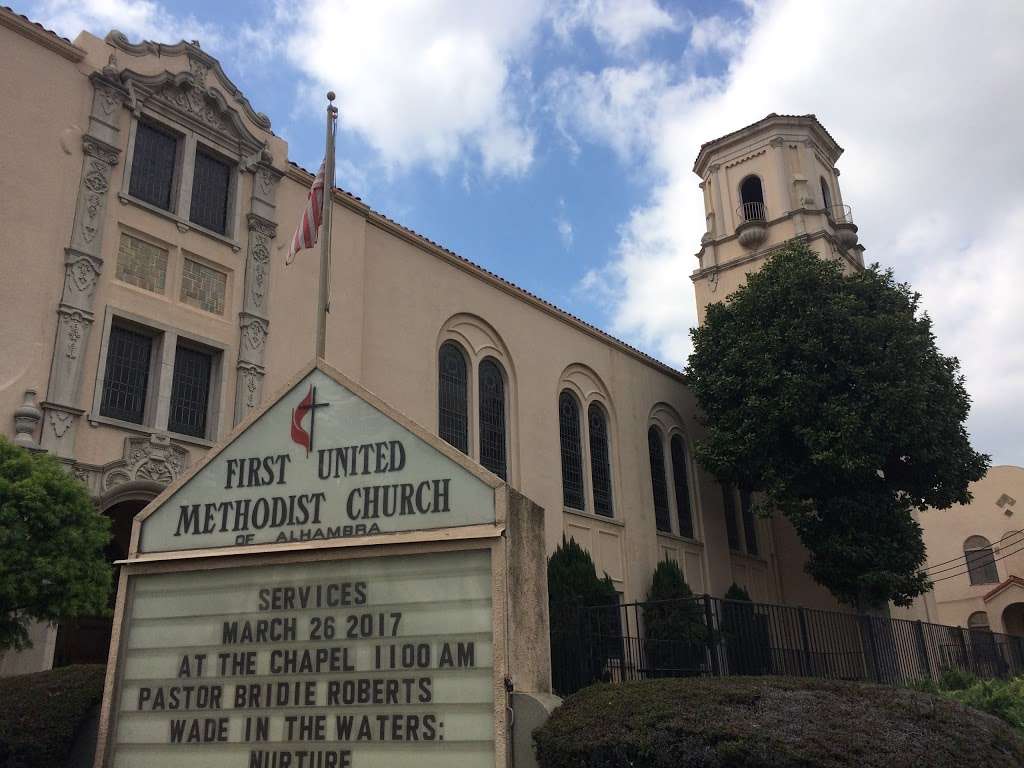 FIRST UNITED
METHODIST CHURCH
OF ALHAMBRA
SERVICES
MARCH 26 2017
AT THE CHAPEL 1100 AM
PASTOR BRIDIE ROBERTS
WADE IN THE WATERS:
NURTURE